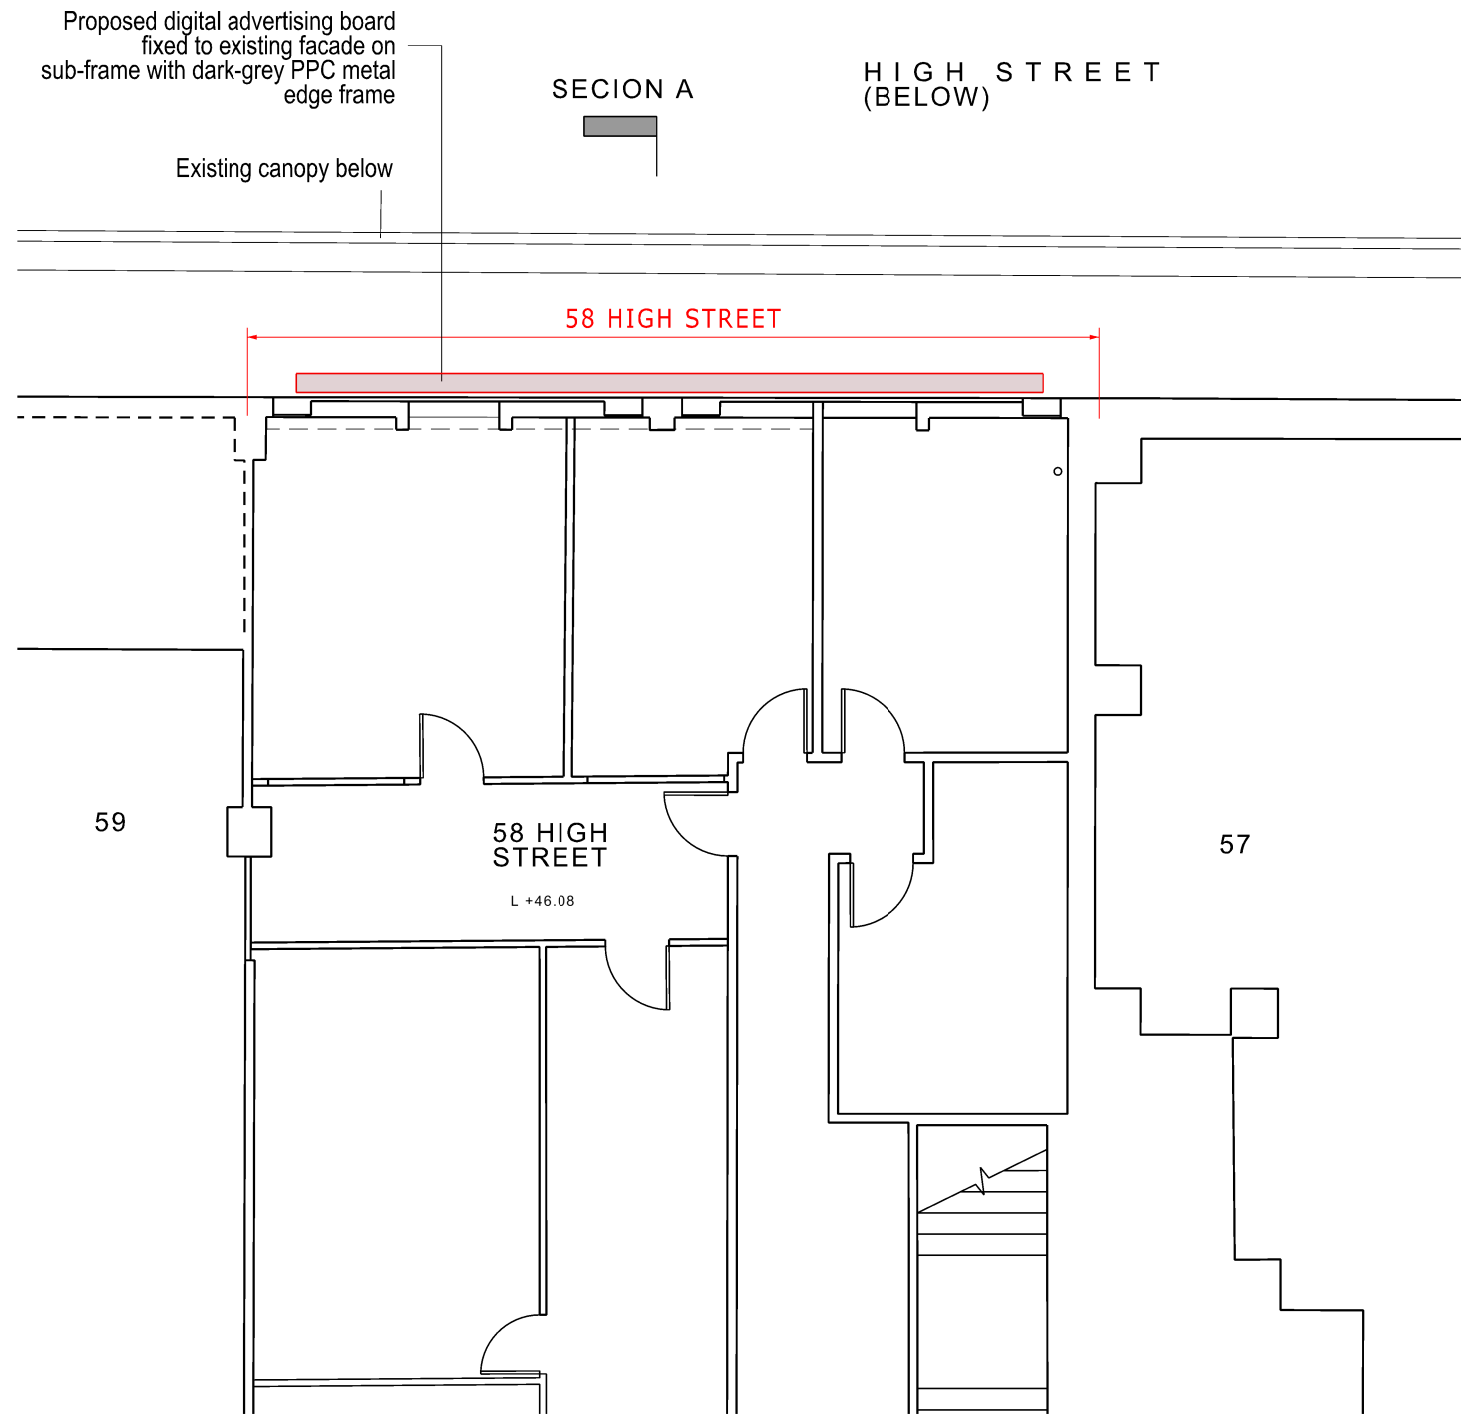 Proposed digital advertising board
fixed to existing facade on
sub-frame with dark-grey PPC metal
edge frame
SECION A
HIGH STREET
(BELOW)
Existing canopy below
58 HIGH STREET
59
58 HIGH
STREET
L +46.08
57